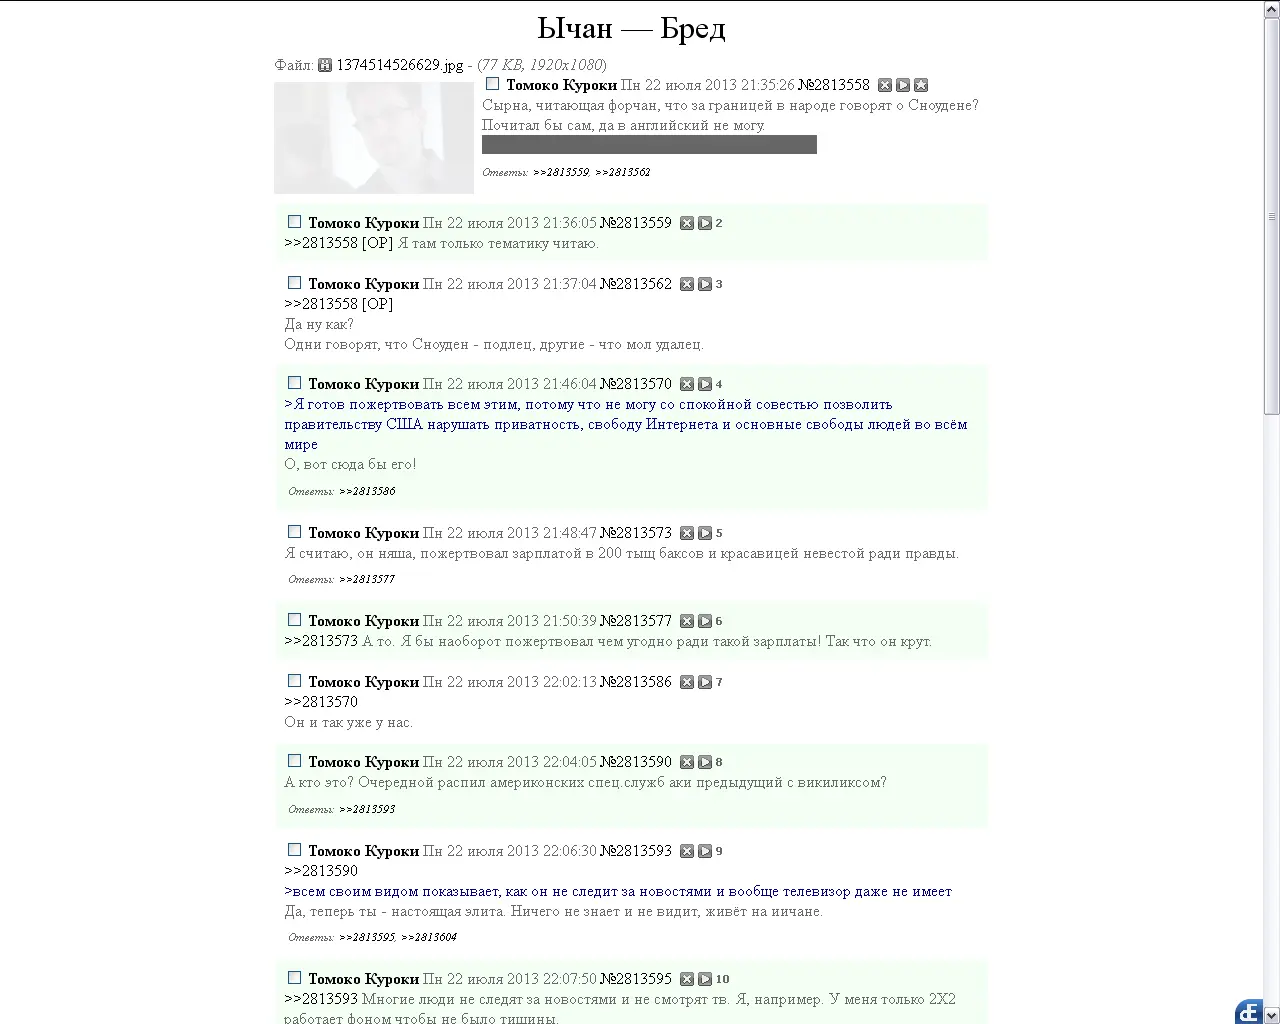 Ычан — Бред
Файл: 1374514526629.jpg - (77 KB, 1920x1080)
Томоко Куроки Пн 22 июля 2013 21:35:26 №2813558
Сырна, читающая форчан, что за границей в народе говорят о Сноудене?
Почитал бы сам, да в английский не могу.
Ответы: >>2813559, >>2813562
Томоко Куроки Пн 22 июля 2013 21:36:05 №2813559 2
>>2813558 [OP] Я там только тематику читаю.
Томоко Куроки Пн 22 июля 2013 21:37:04 №2813562 3
>>2813558 [OP]
Да ну как?
Одни говорят, что Сноуден - подлец, другие - что мол удалец.
Томоко Куроки Пн 22 июля 2013 21:46:04 №2813570 4
>Я готов пожертвовать всем этим, потому что не могу со спокойной совестью позволить
правительству США нарушать приватность, свободу Интернета и основные свободы людей во всём
мире
О, вот сюда бы его!
Ответы: >>2813586
Томоко Куроки Пн 22 июля 2013 21:48:47 №2813573 5
Я считаю, он няша, пожертвовал зарплатой в 200 тыщ баксов и красавицей невестой ради правды.
Ответы: >>2813577
Томоко Куроки Пн 22 июля 2013 21:50:39 №2813577 6
>>2813573 А то. Я бы наоборот пожертвовал чем угодно ради такой зарплаты! Так что он крут.
Томоко Куроки Пн 22 июля 2013 22:02:13 №2813586 7
>>2813570
Он и так уже у нас.
Томоко Куроки Пн 22 июля 2013 22:04:05 №2813590 8
А кто это? Очередной распил америконских спец.служб аки предыдущий с викиликсом?
Ответы: >>2813593
Томоко Куроки Пн 22 июля 2013 22:06:30 №2813593 9
>>2813590
>всем своим видом показывает, как он не следит за новостями и вообще телевизор даже не имеет
Да, теперь ты - настоящая элита. Ничего не знает и не видит, живёт на иичане.
Ответы: >>2813595, >>2813604
Томоко Куроки Пн 22 июля 2013 22:07:50 №2813595 10
>>2813593 Многие люди не следят за новостями и не смотрят тв. Я, например. У меня только 2X2
работает фоном чтобы не было тишины.
dE